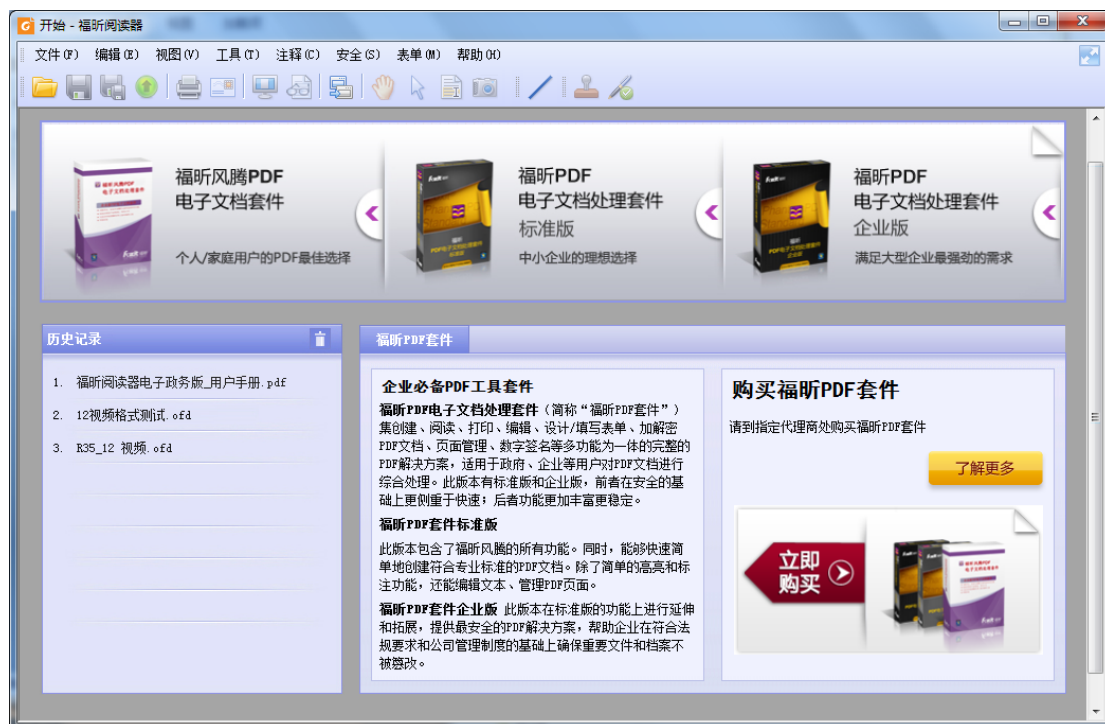 开始 - 福昕阅读器
文件(F) 编辑(E) 视图(V) 工具(T) 注释(C) 安全(S) 表单(M) 帮助(H)
福昕风腾PDF
电子文档套件
个人/家庭用户的PDF最佳选择
福昕PDF
电子文档处理套件
标准版
中小企业的理想选择
福昕PDF
电子文档处理套件
企业版
满足大型企业最强劲的需求
历史记录
1. 福昕阅读器电子政务版_用户手册.pdf
2. 12视频格式测试.ofd
3. R35_12 视频.ofd
福昕PDF套件
企业必备PDF工具套件
福昕PDF电子文档处理套件（简称“福昕PDF套件”）
集创建、阅读、打印、编辑、设计/填写表单、加解密
PDF文档、页面管理、数字签名等多功能为一体的完整的
PDF解决方案，适用于政府、企业等用户对PDF文档进行
综合处理。此版本有标准版和企业版，前者在安全的基
础上更侧重于快速；后者功能更加丰富更稳定。
福昕PDF套件标准版
此版本包含了福昕风腾的所有功能。同时，能够快速简
单地创建符合专业标准的PDF文档。除了简单的高亮和标
注功能，还能编辑文本、管理PDF页面。
福昕PDF套件企业版 此版本在标准版的功能上进行延伸
和拓展，提供最安全的PDF解决方案，帮助企业在符合法
规要求和公司管理制度的基础上确保重要文件和档案不
被篡改。
购买福昕PDF套件
请到指定代理商处购买福昕PDF套件
了解更多
立即
购买